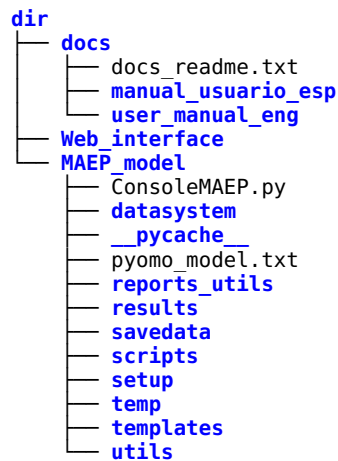 dir
├── docs
│   ├── docs_readme.txt
│   ├── manual_usuario_esp
│   └── user_manual_eng
├── Web_interface
└── MAEP_model
    ├── ConsoleMAEP.py
    ├── datasystem
    ├── __pycache__
    ├── pyomo_model.txt
    ├── reports_utils
    ├── results
    ├── savedata
    ├── scripts
    ├── setup
    ├── temp
    ├── templates
    └── utils